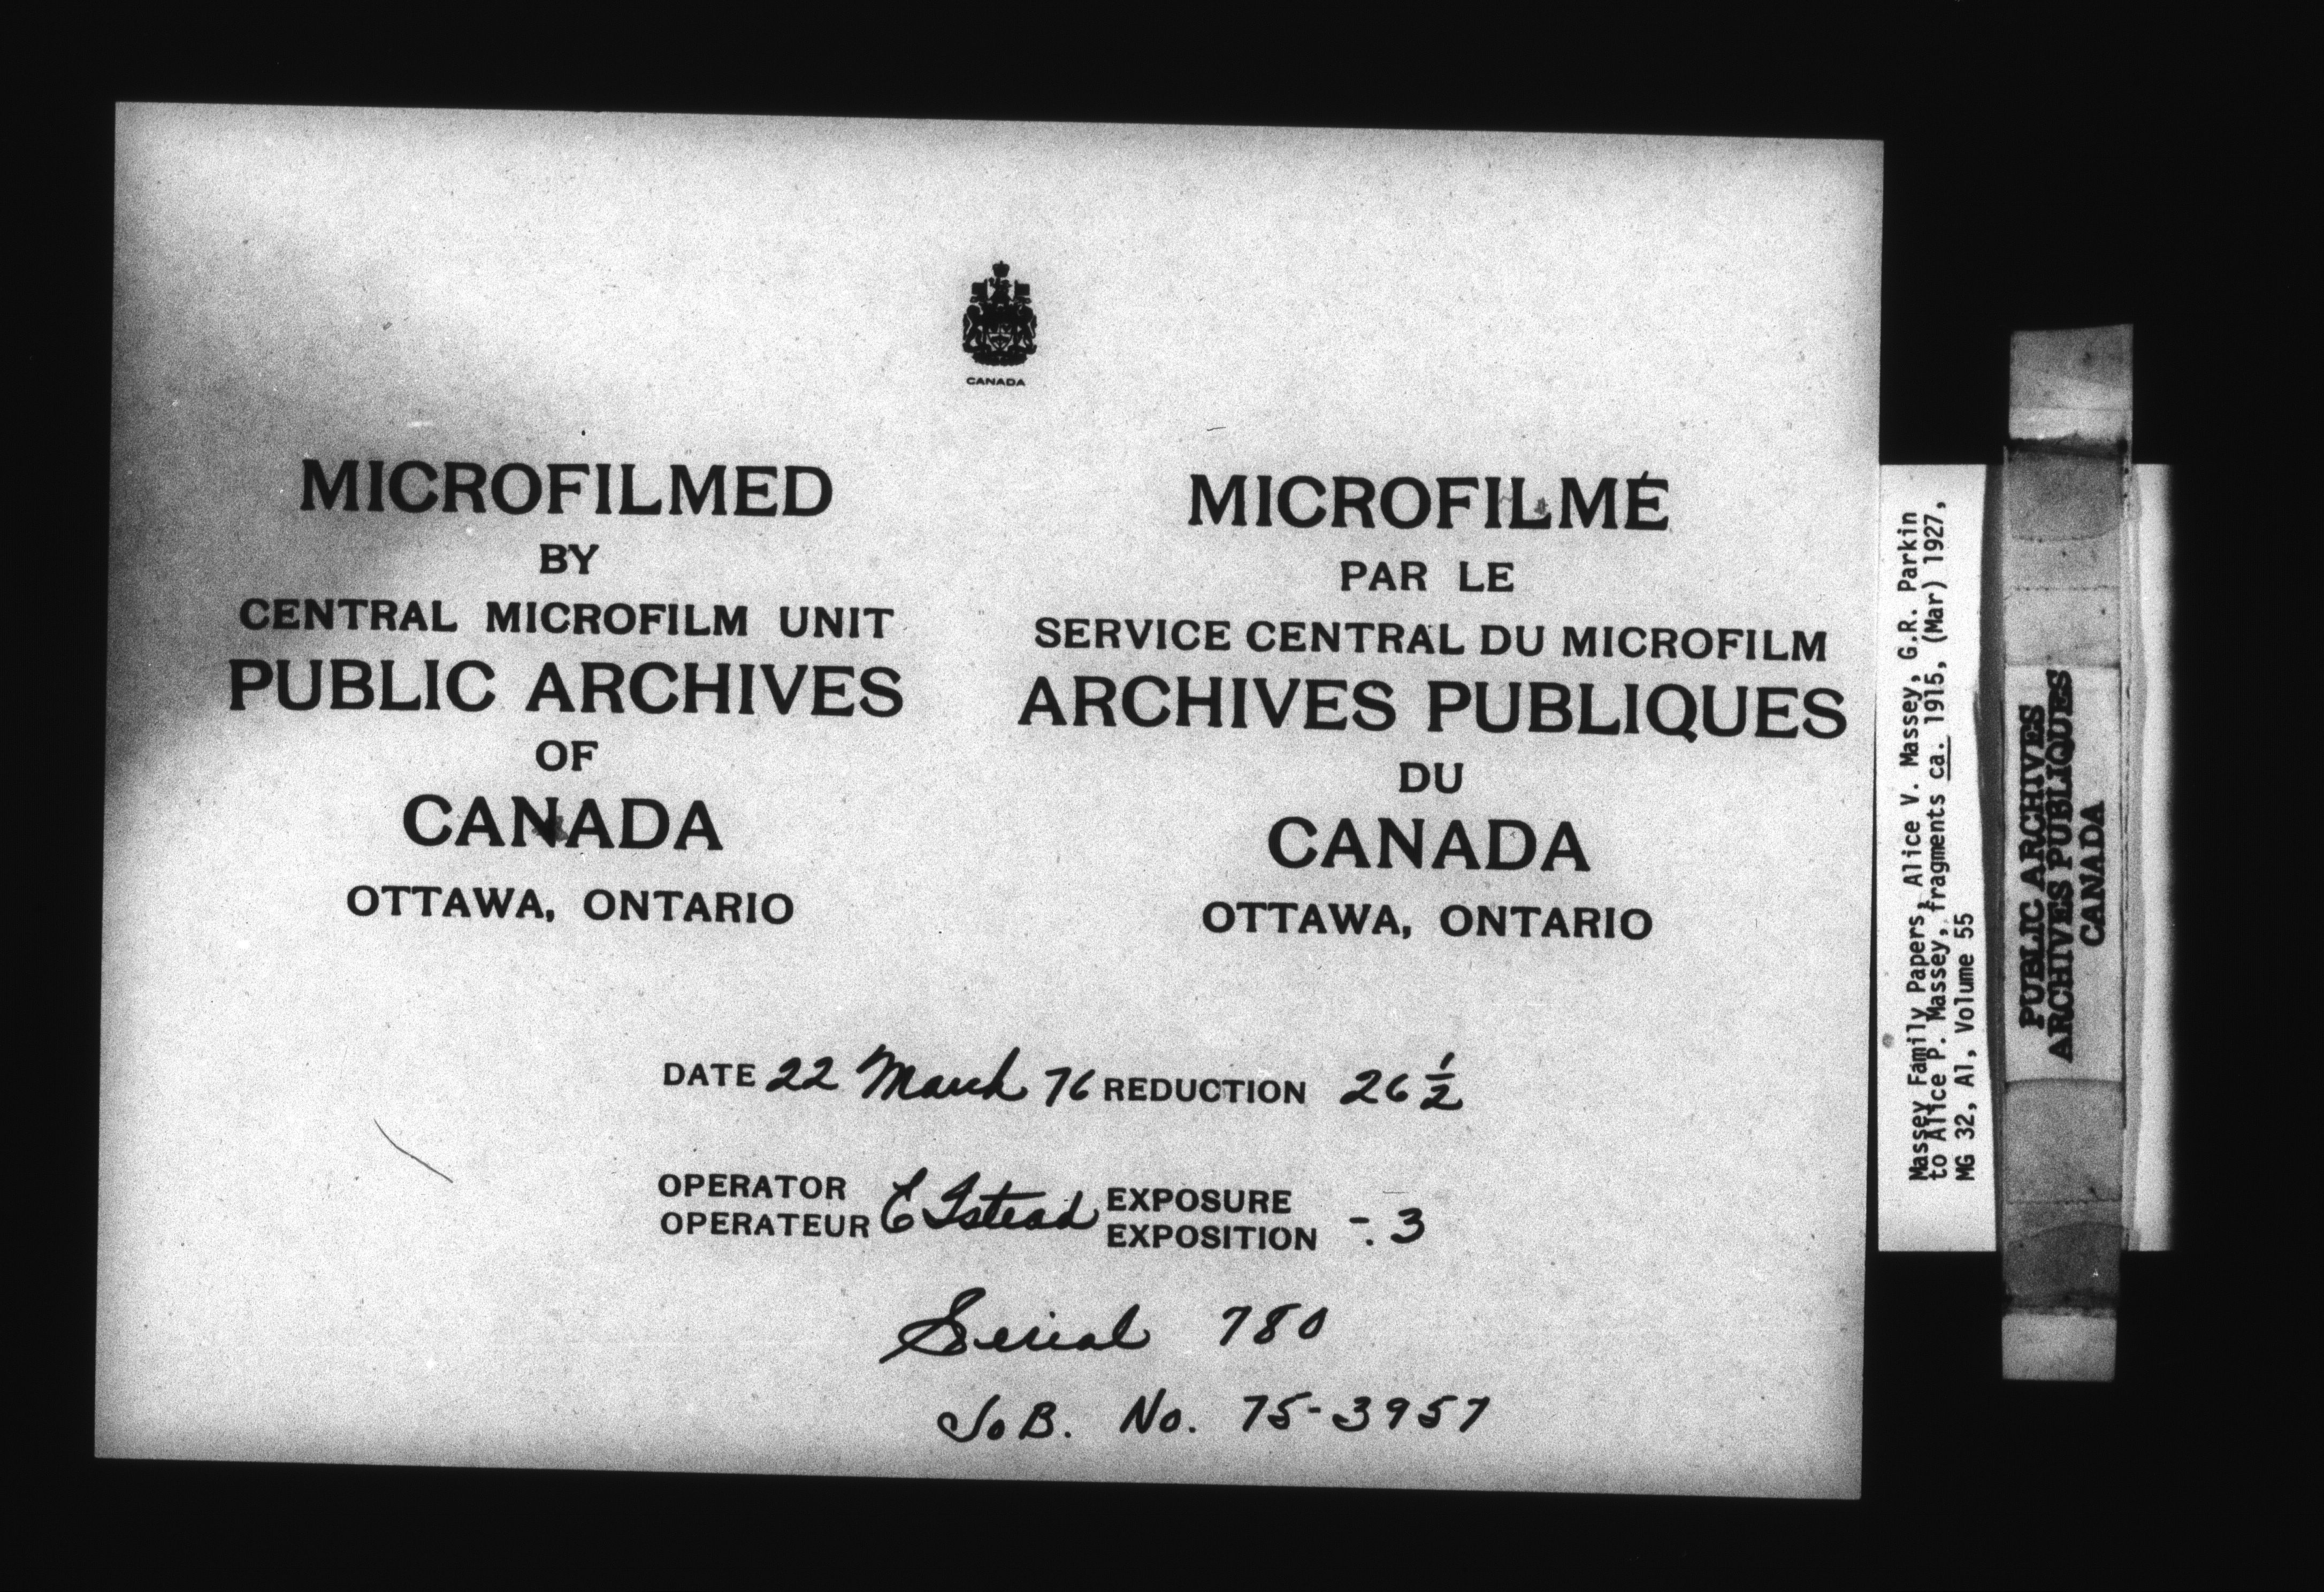 CANADA
MICROFILMED
BY
CENTRAL MICROFILM UNIT
PUBLIC ARCHIVES
OF
CANADA
OTTAWA, ONTARIO
MICROFILMÉ
PAR LE
SERVICE CENTRAL DU MICROFILM
ARCHIVES PUBLIQUES
DU
CANADA
OTTAWA, ONTARIO
DATE 22 March 76 REDUCTION 26 1/2
OPERATOR
OPERATEUR E Istead
EXPOSURE
EXPOSITION -.3
Serial 780
JoB. No. 75-3957
Massey Family Papers, Alice V. Massey, G.R. Parkin
to Alice P. Massey, fragments ca. 1915, (Mar) 1927,
MG 32, A1, Volume 55
PUBLIC ARCHIVES
ARCHIVES PUBLIQUES
CANADA